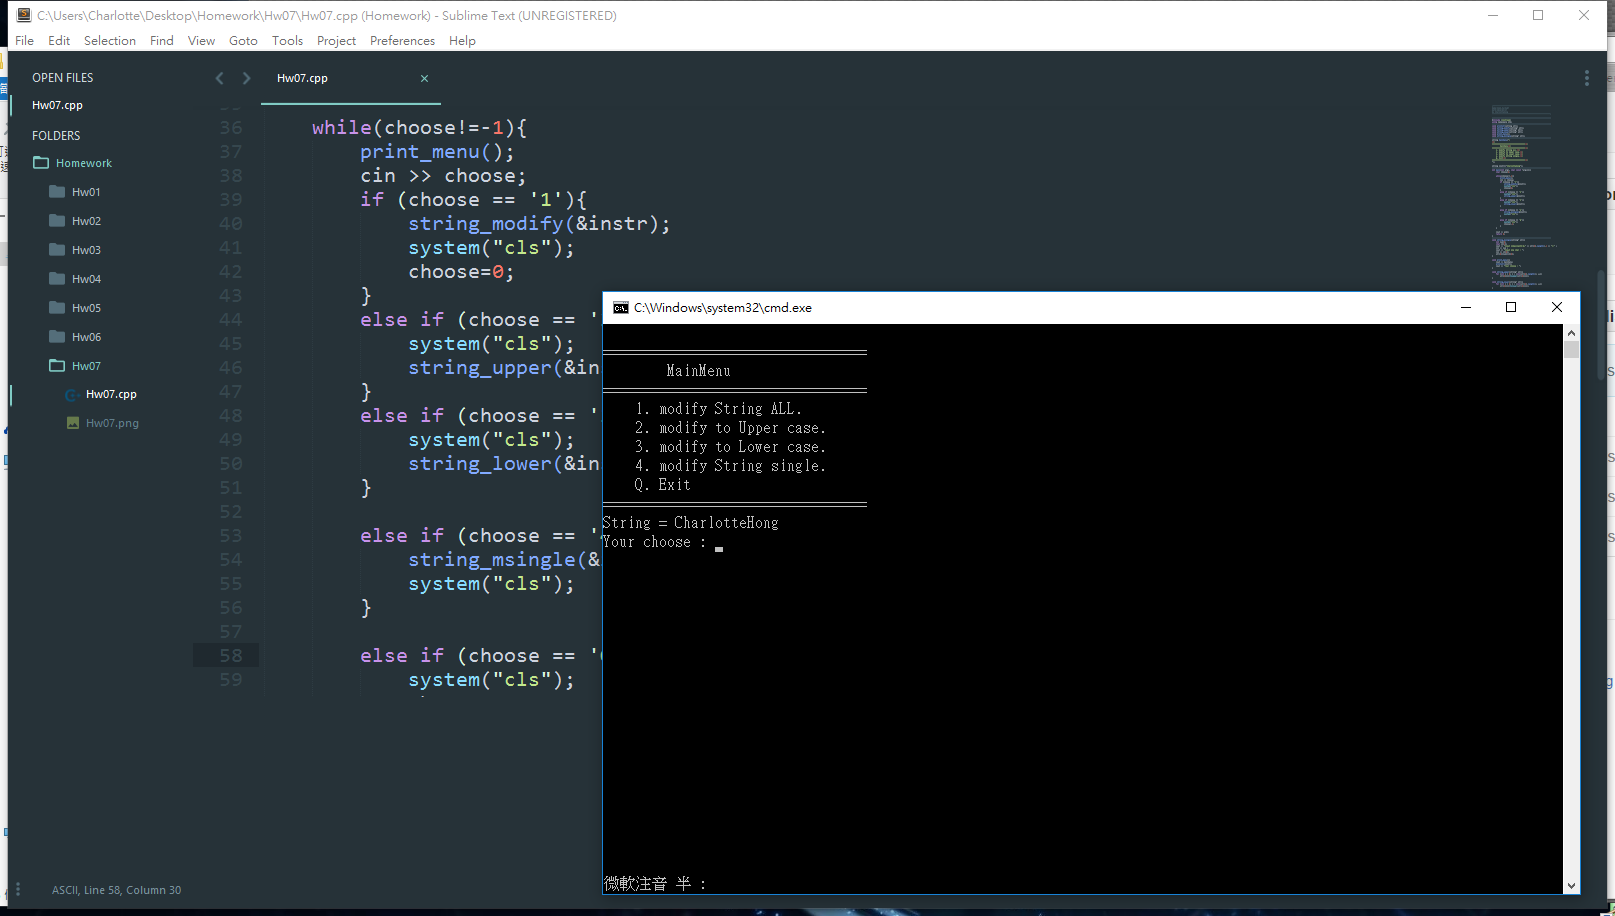 C:\Users\Charlotte\Desktop\Homework\Hw07\Hw07.cpp (Homework) - Sublime Text (UNREGISTERED)
File Edit Selection Find View Goto Tools Project Preferences Help
OPEN FILES
Hw07.cpp
FOLDERS
Homework
Hw01
Hw02
Hw03
Hw04
Hw05
Hw06
Hw07
Hw07.cpp
Hw07.png
Hw07.cpp
36 while(choose!=-1){
37 print_menu();
38 cin >> choose;
39 if (choose == '1'){
40 string_modify(&instr);
41 system("cls");
42 choose=0;
43 }
44 else if (choose == '
45 system("cls");
46 string_upper(&in
47 }
48 else if (choose == '
49 system("cls");
50 string_lower(&in
51 }
52
53 else if (choose == '
54 string_msingle(&
55 system("cls");
56 }
57
58 else if (choose == '
59 system("cls");
C:\Windows\system32\cmd.exe
MainMenu
1. modify String ALL.
2. modify to Upper case.
3. modify to Lower case.
4. modify String single.
Q. Exit
String = CharlotteHong
Your choose :
微軟注音 半 :
ASCII, Line 58, Column 30